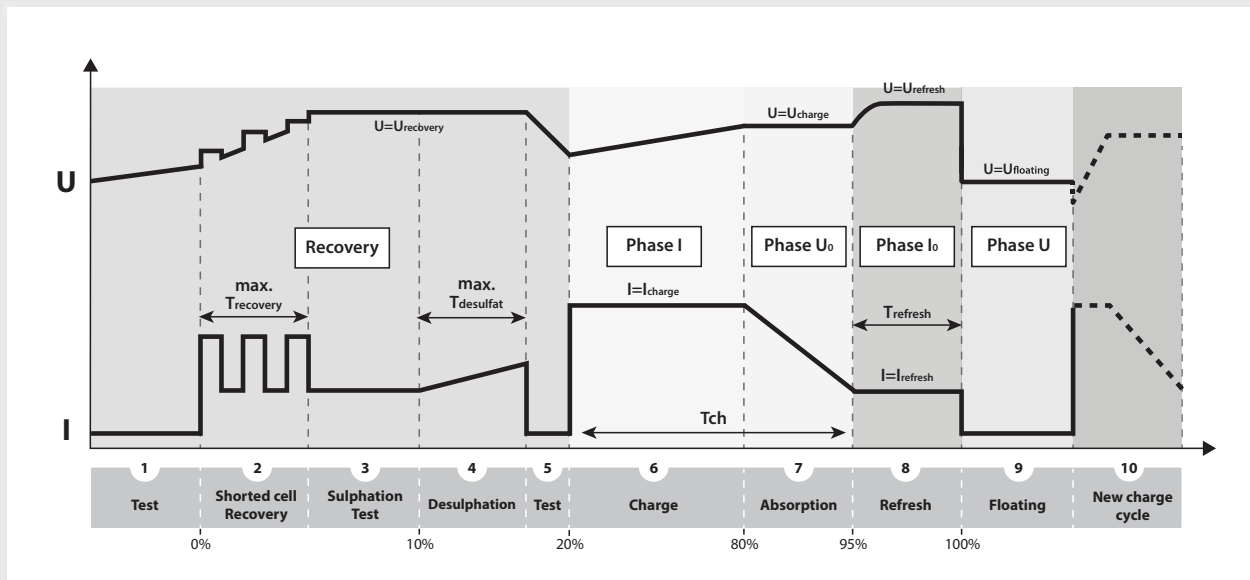 U=Urefresh
U=Ucharge
U=Urecovery
U=Ufloating
U
Recovery
Phase I
Phase U0
Phase I0
Phase U
max.
Trecovery
max.
Tdesulfat
I=Icharge
Trefresh
I=Irefresh
Tch
I
1
2
3
4
5
6
7
8
9
10
Test
Shorted cell
Recovery
Sulphation
Test
Desulphation
Test
Charge
Absorption
Refresh
Floating
New charge
cycle
0%
10%
20%
80%
95%
100%